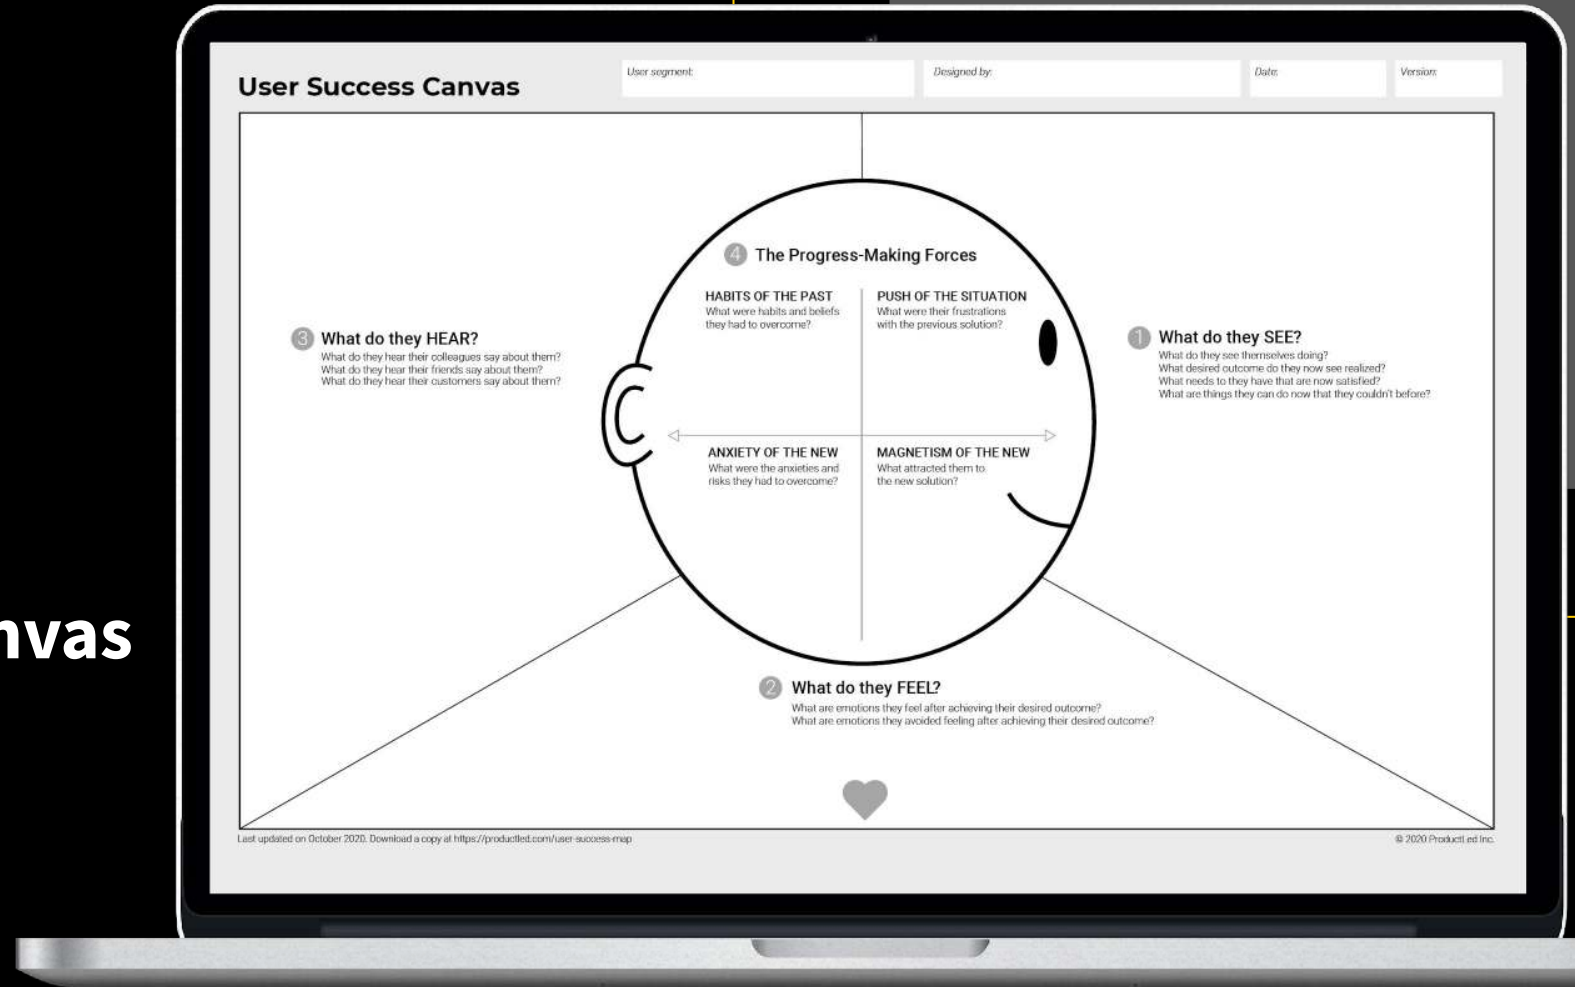 User Success Canvas
User segment:
Designed by:
Date:
Version:
4 The Progress-Making Forces
HABITS OF THE PAST
What were habits and beliefs
they had to overcome?
PUSH OF THE SITUATION
What were their frustrations
with the previous solution?
3 What do they HEAR?
What do they hear their colleagues say about them?
What do they hear their friends say about them?
What do they hear their customers say about them?
1 What do they SEE?
What do they see themselves doing?
What desired outcome do they now see realized?
What needs to they have that are now satisfied?
What are things they can do now that they couldn't before?
ANXIETY OF THE NEW
What were the anxieties and
risks they had to overcome?
MAGNETISM OF THE NEW
What attracted them to
the new solution?
nvas
2 What do they FEEL?
What are emotions they feel after achieving their desired outcome?
What are emotions they avoided feeling after achieving their desired outcome?
Last updated on October 2020. Download a copy at https://productled.com/user-success-map
© 2020 ProductLed Inc.